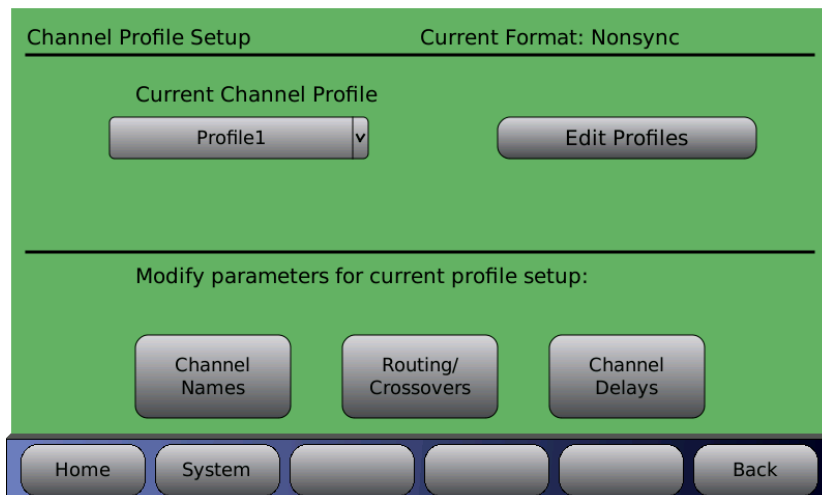 Channel Profile Setup
Current Format: Nonsync
Current Channel Profile
Profile1
Edit Profiles
Modify parameters for current profile setup:
Channel
Names
Routing/
Crossovers
Channel
Delays
Home
System
Back